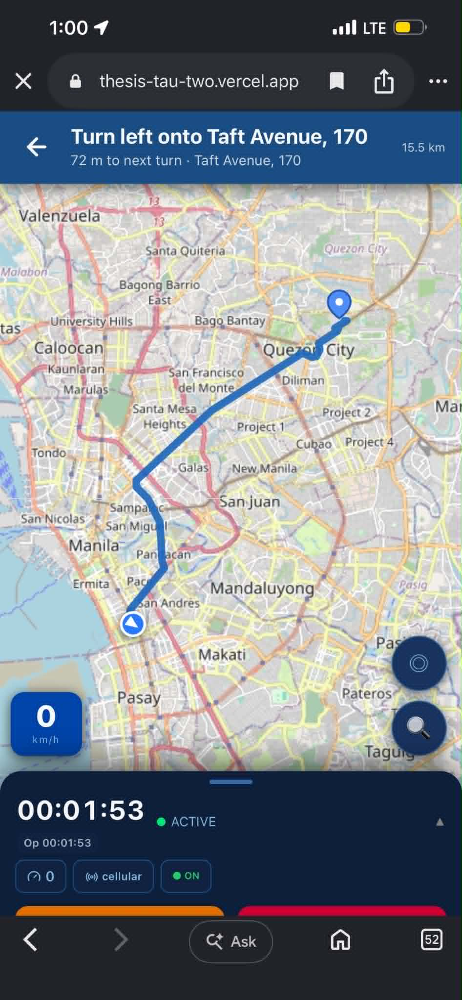 1:00
LTE
thesis-tau-two.vercel.app
Turn left onto Taft Avenue, 170
72 m to next turn · Taft Avenue, 170
15.5 km
13
Valenzuela
13
Quezon City
Santa Quiteria
Malabon
Bagong Barrio
East
tas
University Hills
Bago Bantay
Caloocan
Quezon City
Kaunlaran
San Francisco
del Monte
Diliman
Marulas
Santa Mesa
Heights
Project 2
Mar
Project 1
Cubao
Project 4
Tondo
Galas
New Manila
Sampaloc
San Juan
San Nicolas
San Miguel
Manila
Pandacan
Ermita
Paco
Mandaluyong
Pasig
San Andres
Makati
Pasi
Pateros
Pasay
T
Taguig
0
km/h
00:01:53
ACTIVE
▲
Op 00:01:53
0
cellular
ON
Ask
52